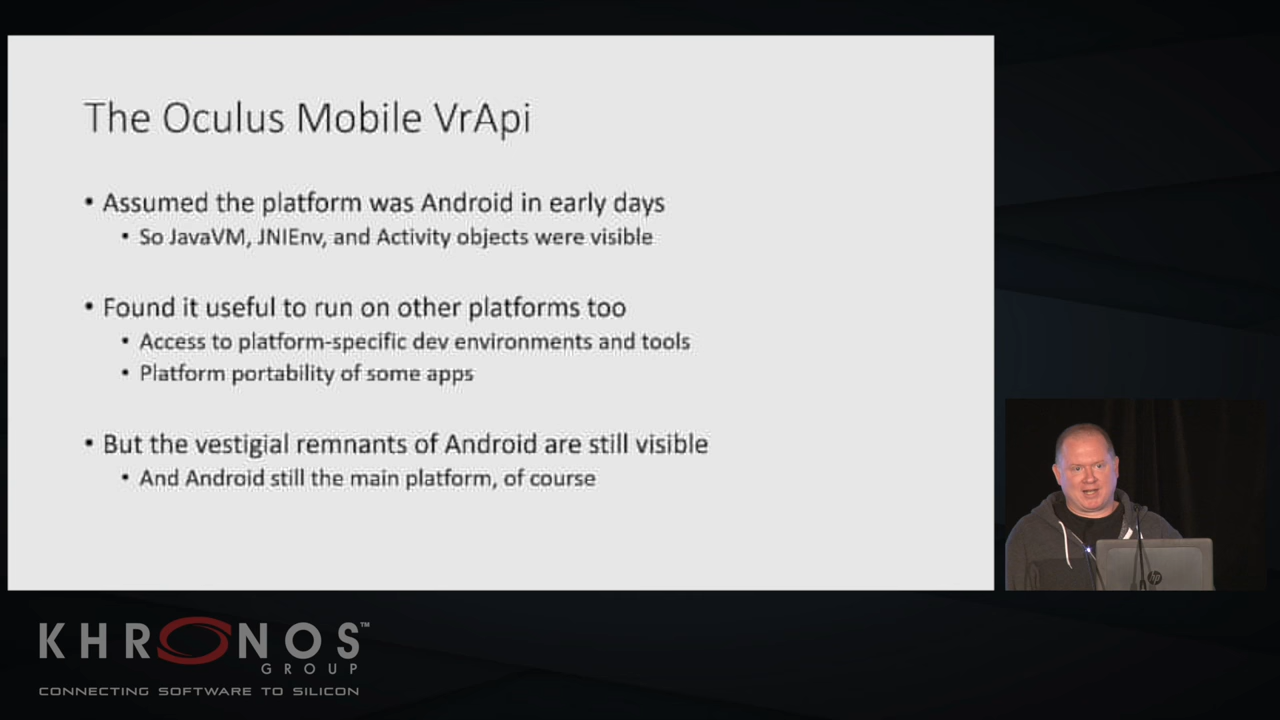 The Oculus Mobile VrApi
• Assumed the platform was Android in early days
• So JavaVM, JNIEnv, and Activity objects were visible
• Found it useful to run on other platforms too
• Access to platform-specific dev environments and tools
• Platform portability of some apps
• But the vestigial remnants of Android are still visible
• And Android still the main platform, of course
hp
KHRONOS™
GROUP
CONNECTING SOFTWARE TO SILICON